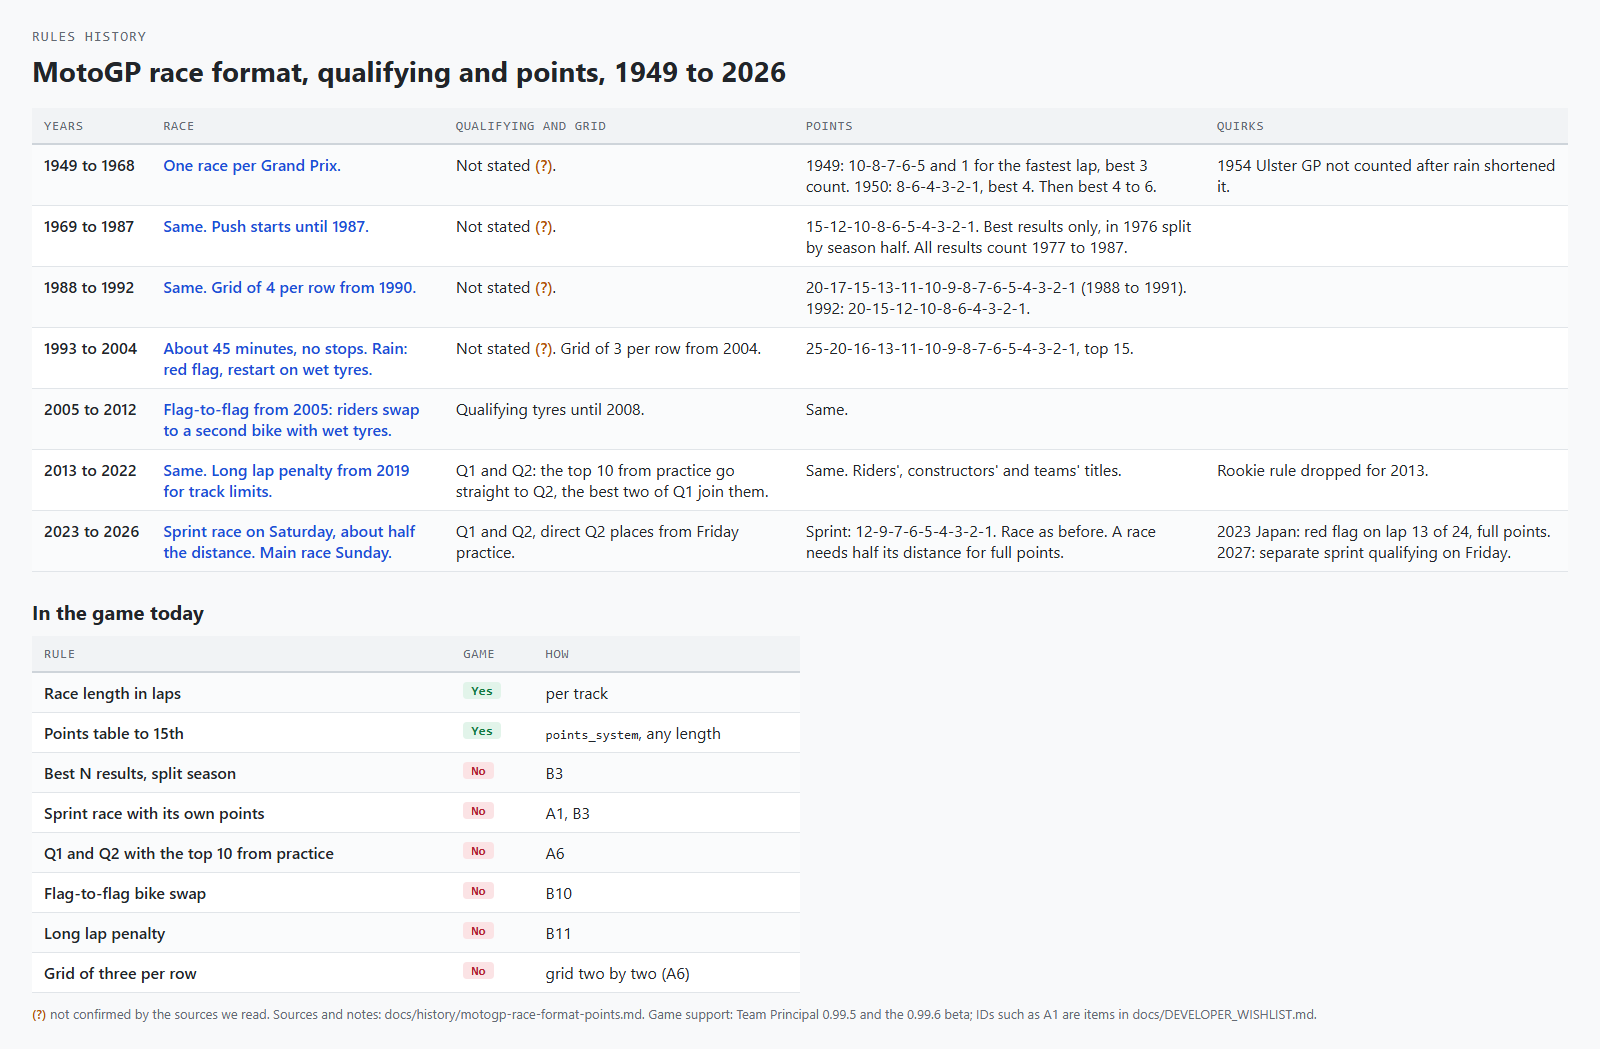 RULES HISTORY
MotoGP race format, qualifying and points, 1949 to 2026
YEARS RACE QUALIFYING AND GRID POINTS QUIRKS
1949 to 1968 One race per Grand Prix. Not stated (?). 1949: 10-8-7-6-5 and 1 for the fastest lap, best 3 1954 Ulster GP not counted after rain shortened
count. 1950: 8-6-4-3-2-1, best 4. Then best 4 to 6. it.
1969 to 1987 Same. Push starts until 1987. Not stated (?). 15-12-10-8-6-5-4-3-2-1. Best results only, in 1976 split
by season half. All results count 1977 to 1987.
1988 to 1992 Same. Grid of 4 per row from 1990. Not stated (?). 20-17-15-13-11-10-9-8-7-6-5-4-3-2-1 (1988 to 1991).
1992: 20-15-12-10-8-6-4-3-2-1.
1993 to 2004 About 45 minutes, no stops. Rain: Not stated (?). Grid of 3 per row from 2004. 25-20-16-13-11-10-9-8-7-6-5-4-3-2-1, top 15.
red flag, restart on wet tyres.
2005 to 2012 Flag-to-flag from 2005: riders swap Qualifying tyres until 2008. Same.
to a second bike with wet tyres.
2013 to 2022 Same. Long lap penalty from 2019 Q1 and Q2: the top 10 from practice go Same. Riders', constructors' and teams' titles. Rookie rule dropped for 2013.
for track limits. straight to Q2, the best two of Q1 join them.
2023 to 2026 Sprint race on Saturday, about half Q1 and Q2, direct Q2 places from Friday Sprint: 12-9-7-6-5-4-3-2-1. Race as before. A race 2023 Japan: red flag on lap 13 of 24, full points.
the distance. Main race Sunday. practice. needs half its distance for full points. 2027: separate sprint qualifying on Friday.
In the game today
RULE GAME HOW
Race length in laps Yes per track
Points table to 15th Yes points_system, any length
Best N results, split season No B3
Sprint race with its own points No A1, B3
Q1 and Q2 with the top 10 from practice No A6
Flag-to-flag bike swap No B10
Long lap penalty No B11
Grid of three per row No grid two by two (A6)
(?) not confirmed by the sources we read. Sources and notes: docs/history/motogp-race-format-points.md. Game support: Team Principal 0.99.5 and the 0.99.6 beta; IDs such as A1 are items in docs/DEVELOPER_WISHLIST.md.